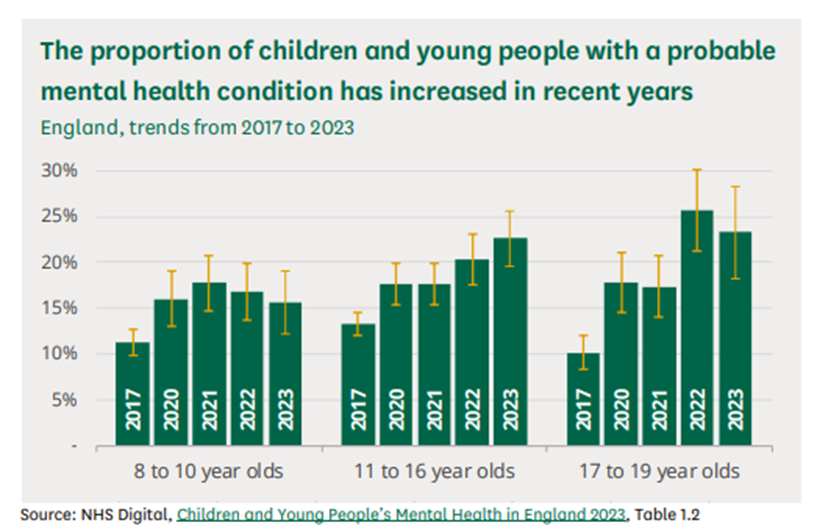 The proportion of children and young people with a probable
mental health condition has increased in recent years
England, trends from 2017 to 2023
30%
25%
20%
15%
10%
5%
-
2017 2020 2021 2022 2023 2017 2020 2021 2022 2023 2017 2020 2021 2022 2023
8 to 10 year olds 11 to 16 year olds 17 to 19 year olds
Source: NHS Digital, Children and Young People's Mental Health in England 2023, Table 1.2